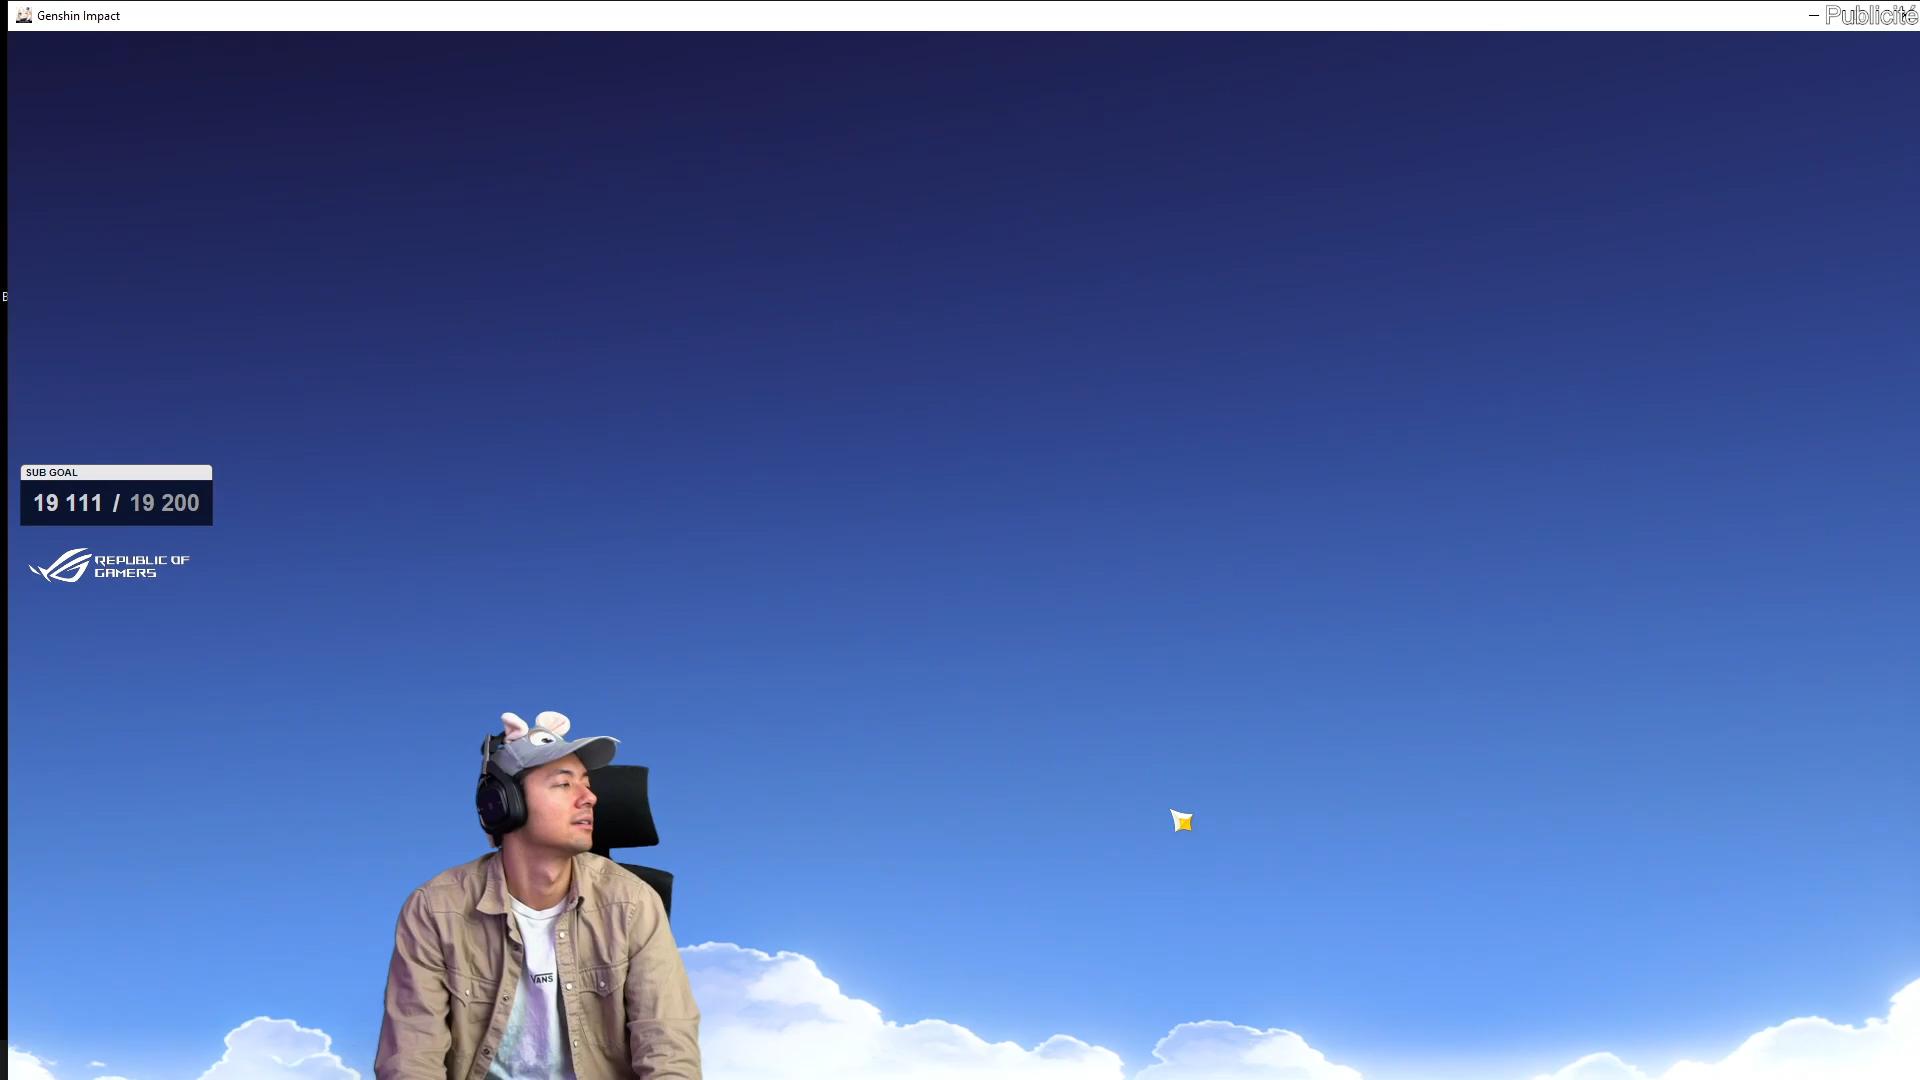 Genshin Impact
Publicité
B
SUB GOAL
19 111 / 19 200
REPUBLIC OF
GAMERS
VANS